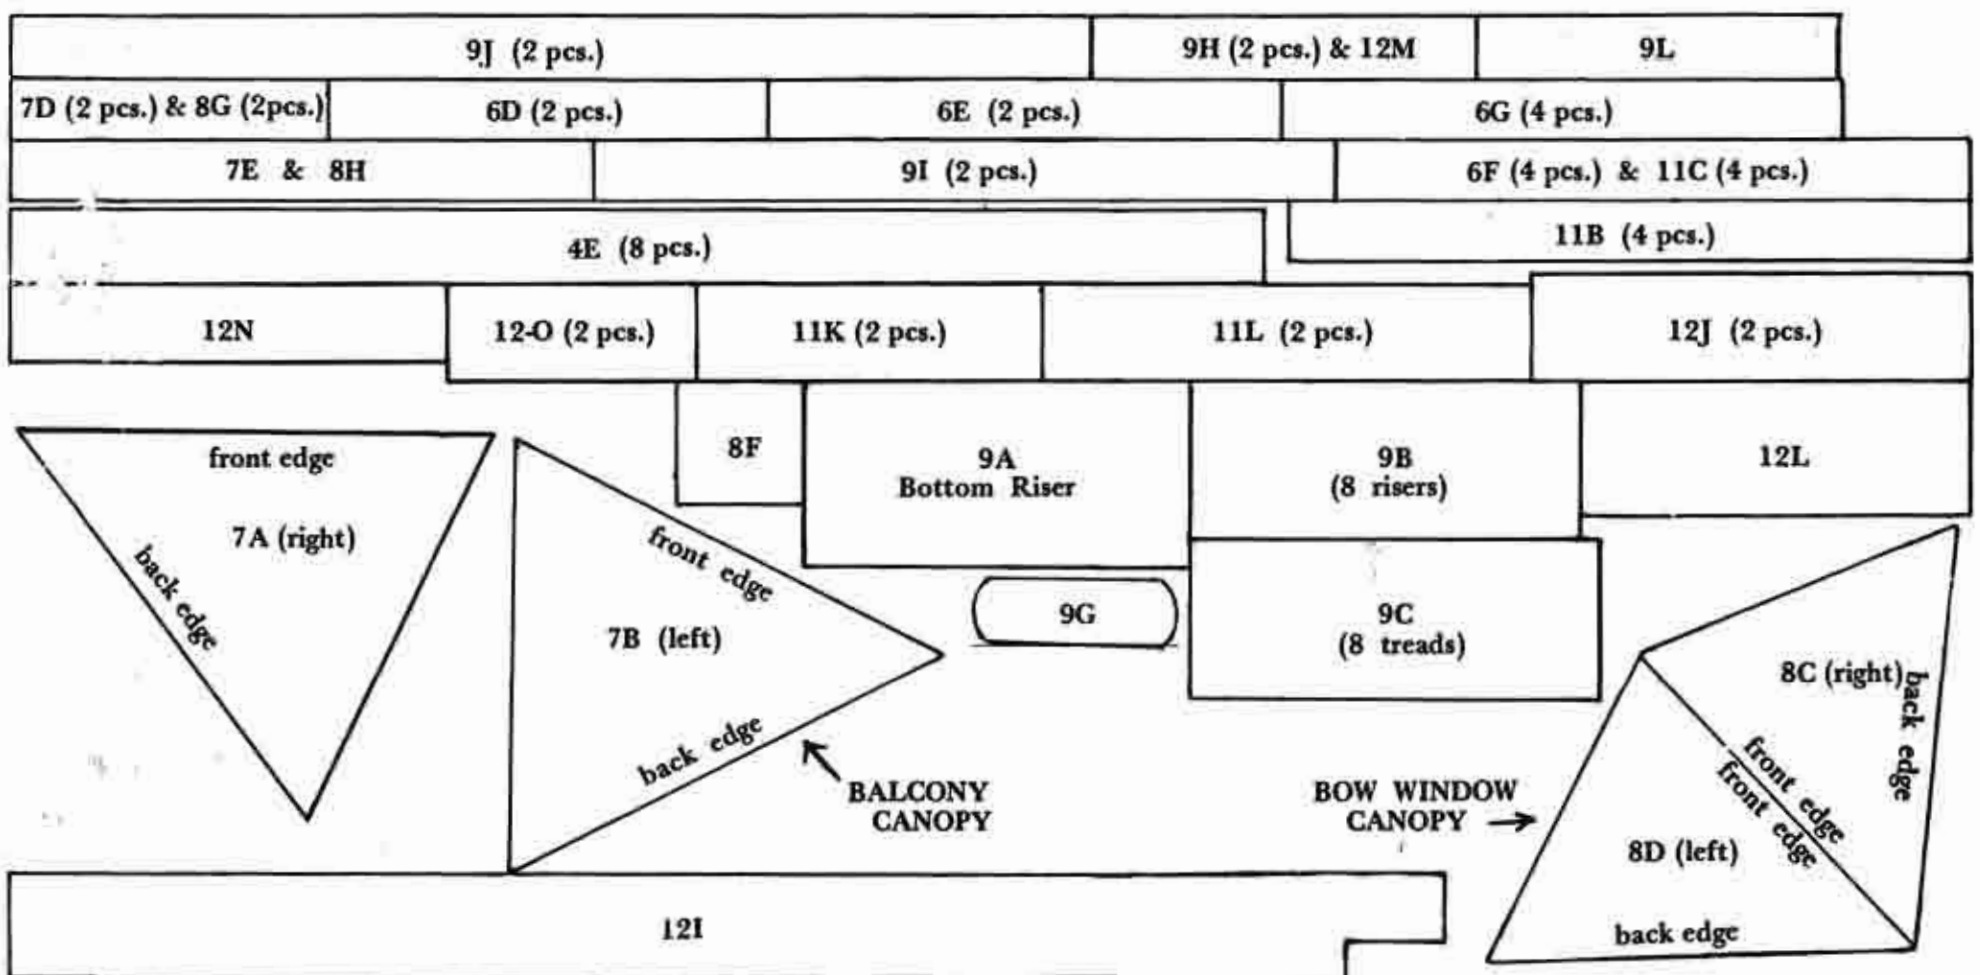 9J (2 pcs.)
9H (2 pcs.) & 12M
9L
7D (2 pcs.) & 8G (2pcs.)
6D (2 pcs.)
6E (2 pcs.)
6G (4 pcs.)
7E & 8H
9I (2 pcs.)
6F (4 pcs.) & 11C (4 pcs.)
4E (8 pcs.)
11B (4 pcs.)
12N
12-O (2 pcs.)
11K (2 pcs.)
11L (2 pcs.)
12J (2 pcs.)
8F
9A
Bottom Riser
9B
(8 risers)
12L
front edge
7A (right)
back edge
front edge
7B (left)
back edge
BALCONY
CANOPY
9G
9C
(8 treads)
8C (right)
back edge
front edge
front edge
BOW WINDOW
CANOPY
8D (left)
back edge
12I